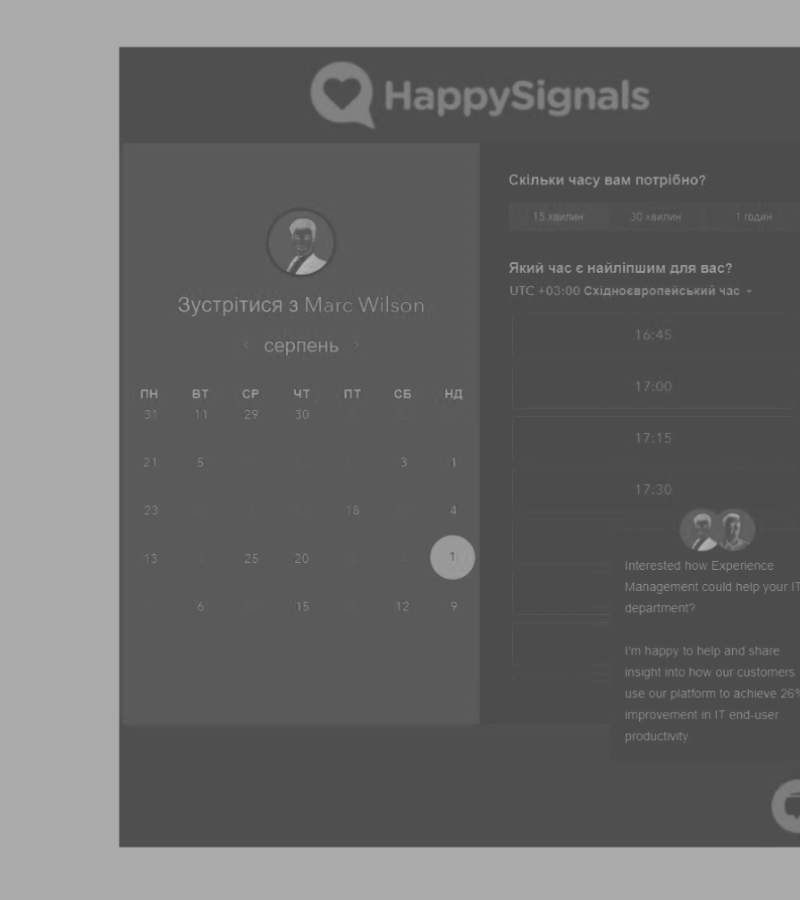 HappySignals
Зустрітися з Marc Wilson
серпень
ПН ВТ СР ЧТ ПТ СБ НД
31 11 29 30
21 5 3 1
23 18 4
13 25 20 1
6 15 12 9
Скільки часу вам потрібно?
15 хвилин 30 хвилин 1 годин
Який час є найліпшим для вас?
UTC +03:00 Східноєвропейський час
16:45
17:00
17:15
17:30
Interested how Experience
Management could help your IT
department?
I'm happy to help and share
insight into how our customers
use our platform to achieve 26%
improvement in IT end-user
productivity.